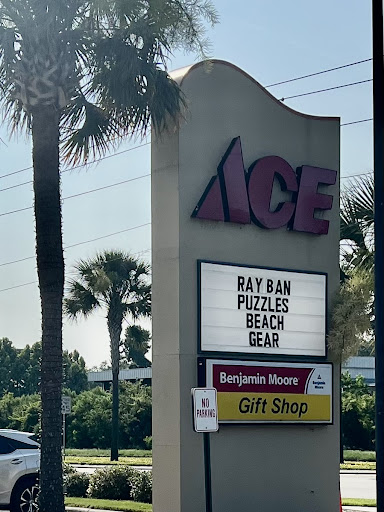 ACE
RAY BAN
PUZZLES
BEACH
GEAR
Benjamin Moore
Gift Shop
NO
PARKING